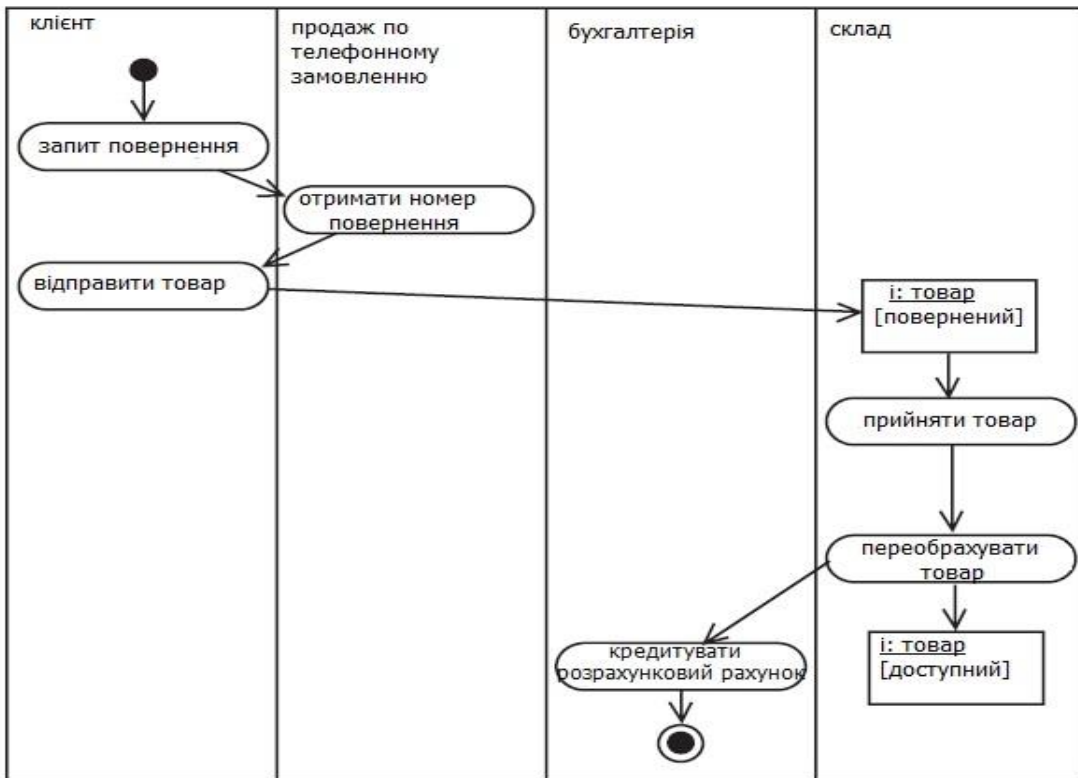 клієнт
продаж по
телефонному
замовленню
бухгалтерія
склад
запит повернення
отримати номер
повернення
відправити товар
і: товар
[повернений]
прийняти товар
переобрахувати
товар
кредитувати
розрахунковий рахунок
і: товар
[доступний]